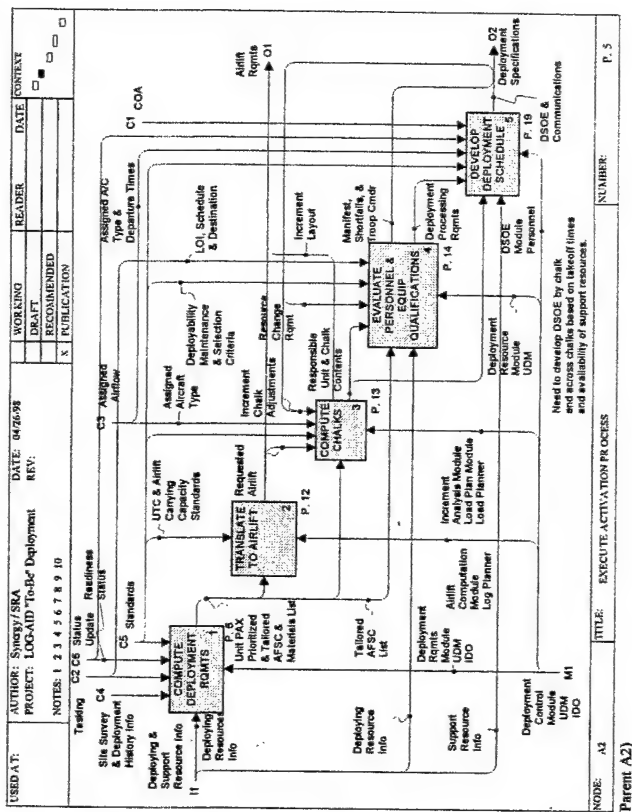 USED AT:
AUTHOR: Synergy/SRA
PROJECT: LOG-AID "To-Be" Deployment
NOTES: 1 2 3 4 5 6 7 8 9 10
DATE: 04/26/98
REV:
WORKING
DRAFT
RECOMMENDED
X PUBLICATION
READER
DATE
CONTEXT
Tasking
C2
C6 Status Update
Readiness Status
C3 Assigned Airflow
Assigned A/C
Type &
Departure Times
C1 COA
C4
Site Survey
& Deployment
History Info
C5 Standards
LOI, Schedule
& Destination
Deployability
Maintenance
& Selection
Criteria
Assigned
Aircraft
Type
UTC & Airlift
Carrying
Capacity
Standards
Increment
Chalk
Adjustments
Resource
Change
Rqmt
Increment
Layout
Airlift
Rqmts
O1
Deploying &
Support
Resource Info
I1
Deploying
Resources
Info
COMPUTE
DEPLOYMENT
RQMTS
1
P. 6
Unit PAX
Prioritized
& Tailored
AFSC &
Materials List
TRANSLATE
TO AIRLIFT
2
P. 12
Requested
Airlift
COMPUTE
CHALKS
3
P. 13
Responsible
Unit & Chalk
Contents
EVALUATE
PERSONNEL &
EQUIP
QUALIFICATIONS
4
P. 14
Manifest,
Shortfalls, &
Troop Cmdr
Deployment
Processing
Rqmts
DEVELOP
DEPLOYMENT
SCHEDULE
5
P. 19
O2
Deployment
Specifications
DSOE &
Communications
Tailored
AFSC
List
Deploying
Resource
Info
Deployment
Rqmts
Module
UDM
IDO
Support
Resource
Info
Airlift
Computation
Module
Log Planner
Increment
Analysis Module
Load Plan Module
Load Planner
Deployment
Resource
Module
UDM
DSOE
Module
Personnel
Deployment
Control
Module
UDM
IDO
M1
Need to develop DSOE by chalk
and across chalks based on takeoff times
and availability of support resources.
NODE: A2
TITLE: EXECUTE ACTIVATION PROCESS
NUMBER:
P. 5
Parent A2)